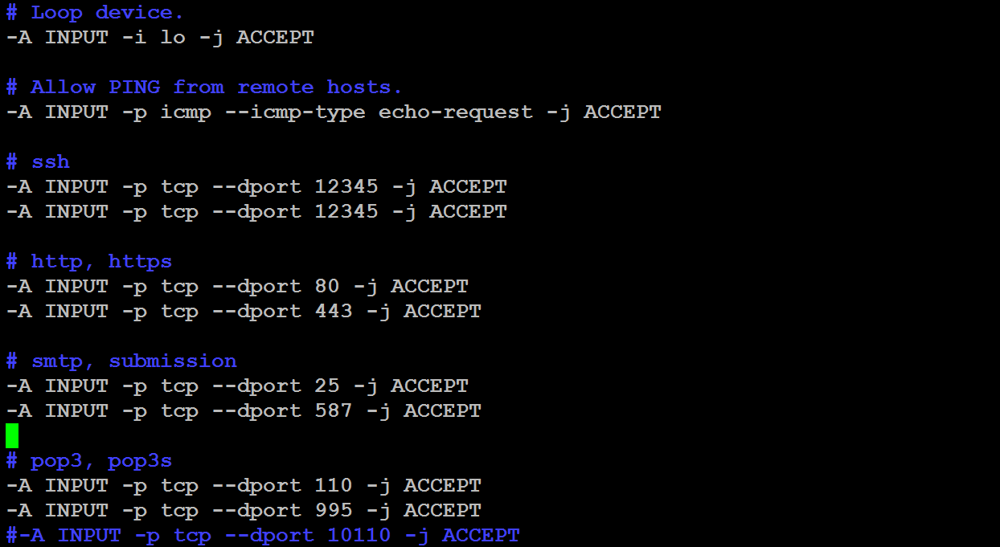 # Loop device.
-A INPUT -i lo -j ACCEPT
# Allow PING from remote hosts.
-A INPUT -p icmp --icmp-type echo-request -j ACCEPT
# ssh
-A INPUT -p tcp --dport 12345 -j ACCEPT
-A INPUT -p tcp --dport 12345 -j ACCEPT
# http, https
-A INPUT -p tcp --dport 80 -j ACCEPT
-A INPUT -p tcp --dport 443 -j ACCEPT
# smtp, submission
-A INPUT -p tcp --dport 25 -j ACCEPT
-A INPUT -p tcp --dport 587 -j ACCEPT
# pop3, pop3s
-A INPUT -p tcp --dport 110 -j ACCEPT
-A INPUT -p tcp --dport 995 -j ACCEPT
#-A INPUT -p tcp --dport 10110 -j ACCEPT